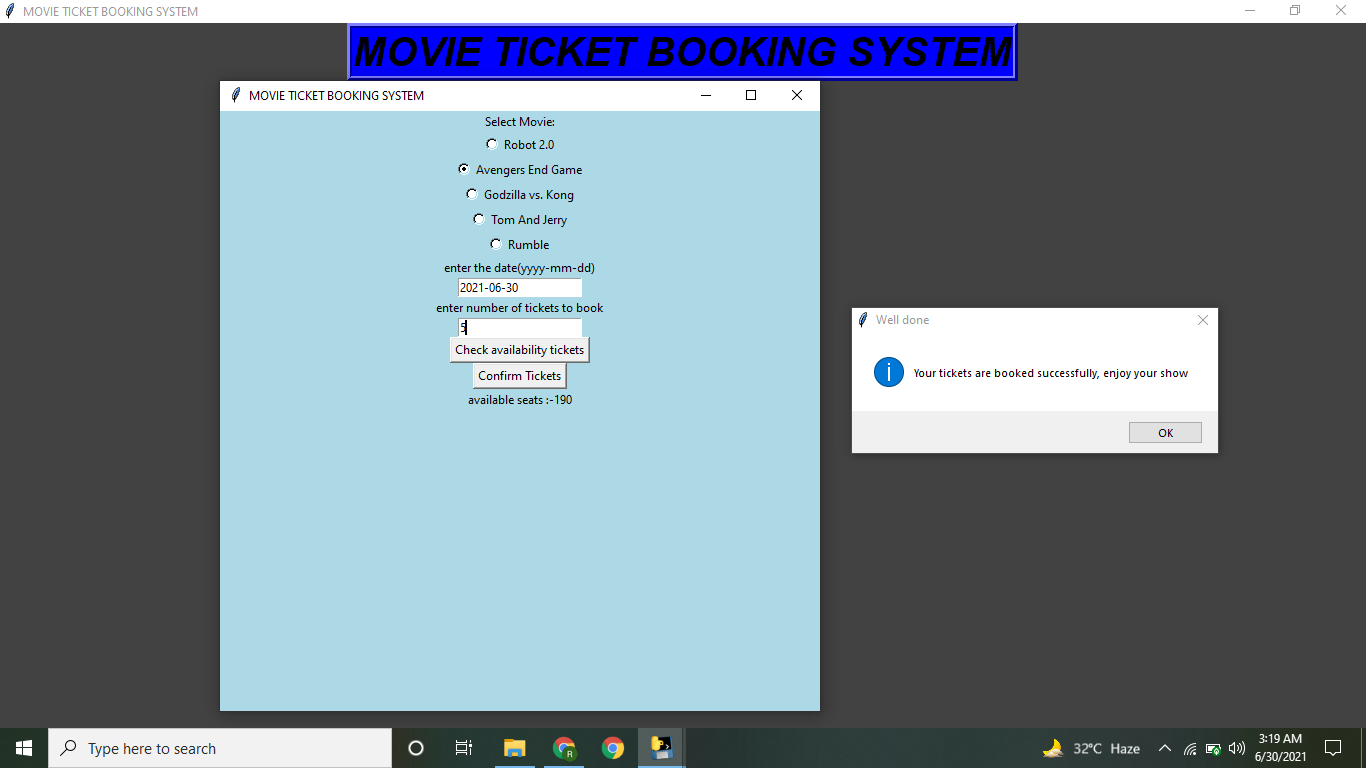 MOVIE TICKET BOOKING SYSTEM
MOVIE TICKET BOOKING SYSTEM
MOVIE TICKET BOOKING SYSTEM
Select Movie:
Robot 2.0
Avengers End Game
Godzilla vs. Kong
Tom And Jerry
Rumble
enter the date(yyyy-mm-dd)
2021-06-30
enter number of tickets to book
5
Check availability tickets
Confirm Tickets
available seats :-190
Well done
Your tickets are booked successfully, enjoy your show
OK
Type here to search
R
32°C Haze
3:19 AM
6/30/2021